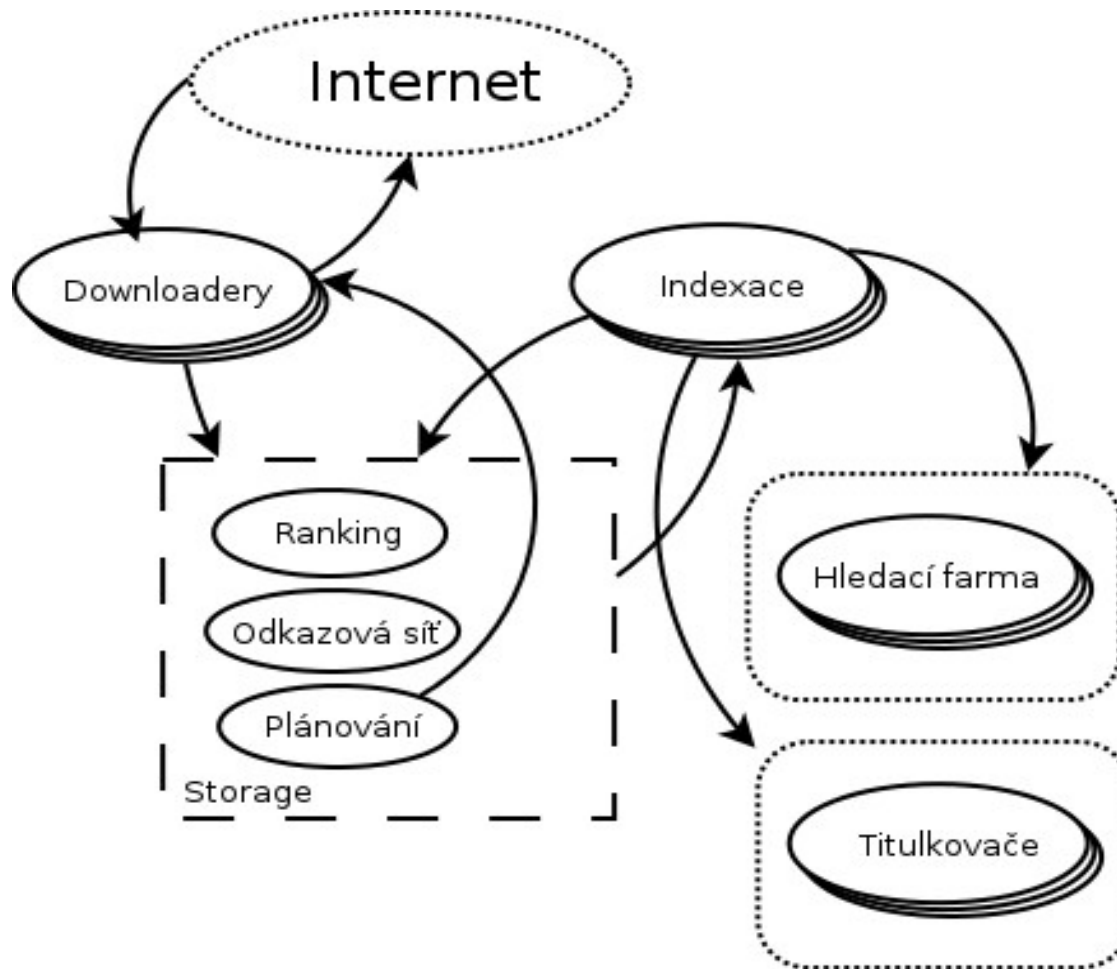 Internet
Downloadery
Indexace
Ranking
Odkazová síť
Plánování
Storage
Hledací farma
Titulkovače